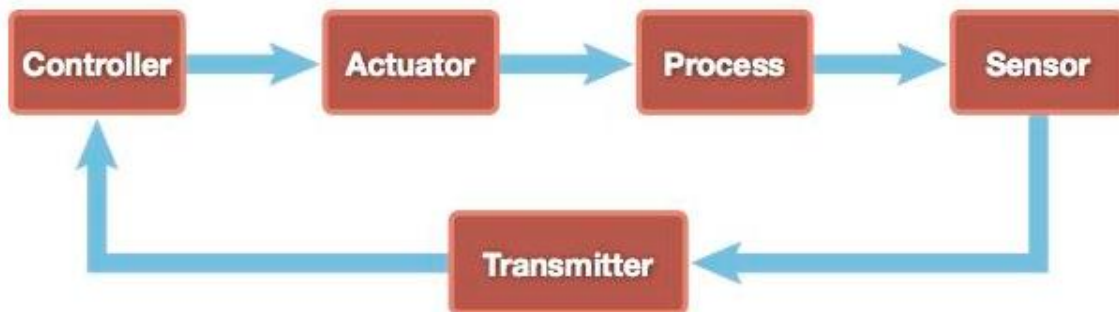 Controller
Actuator
Process
Sensor
Transmitter